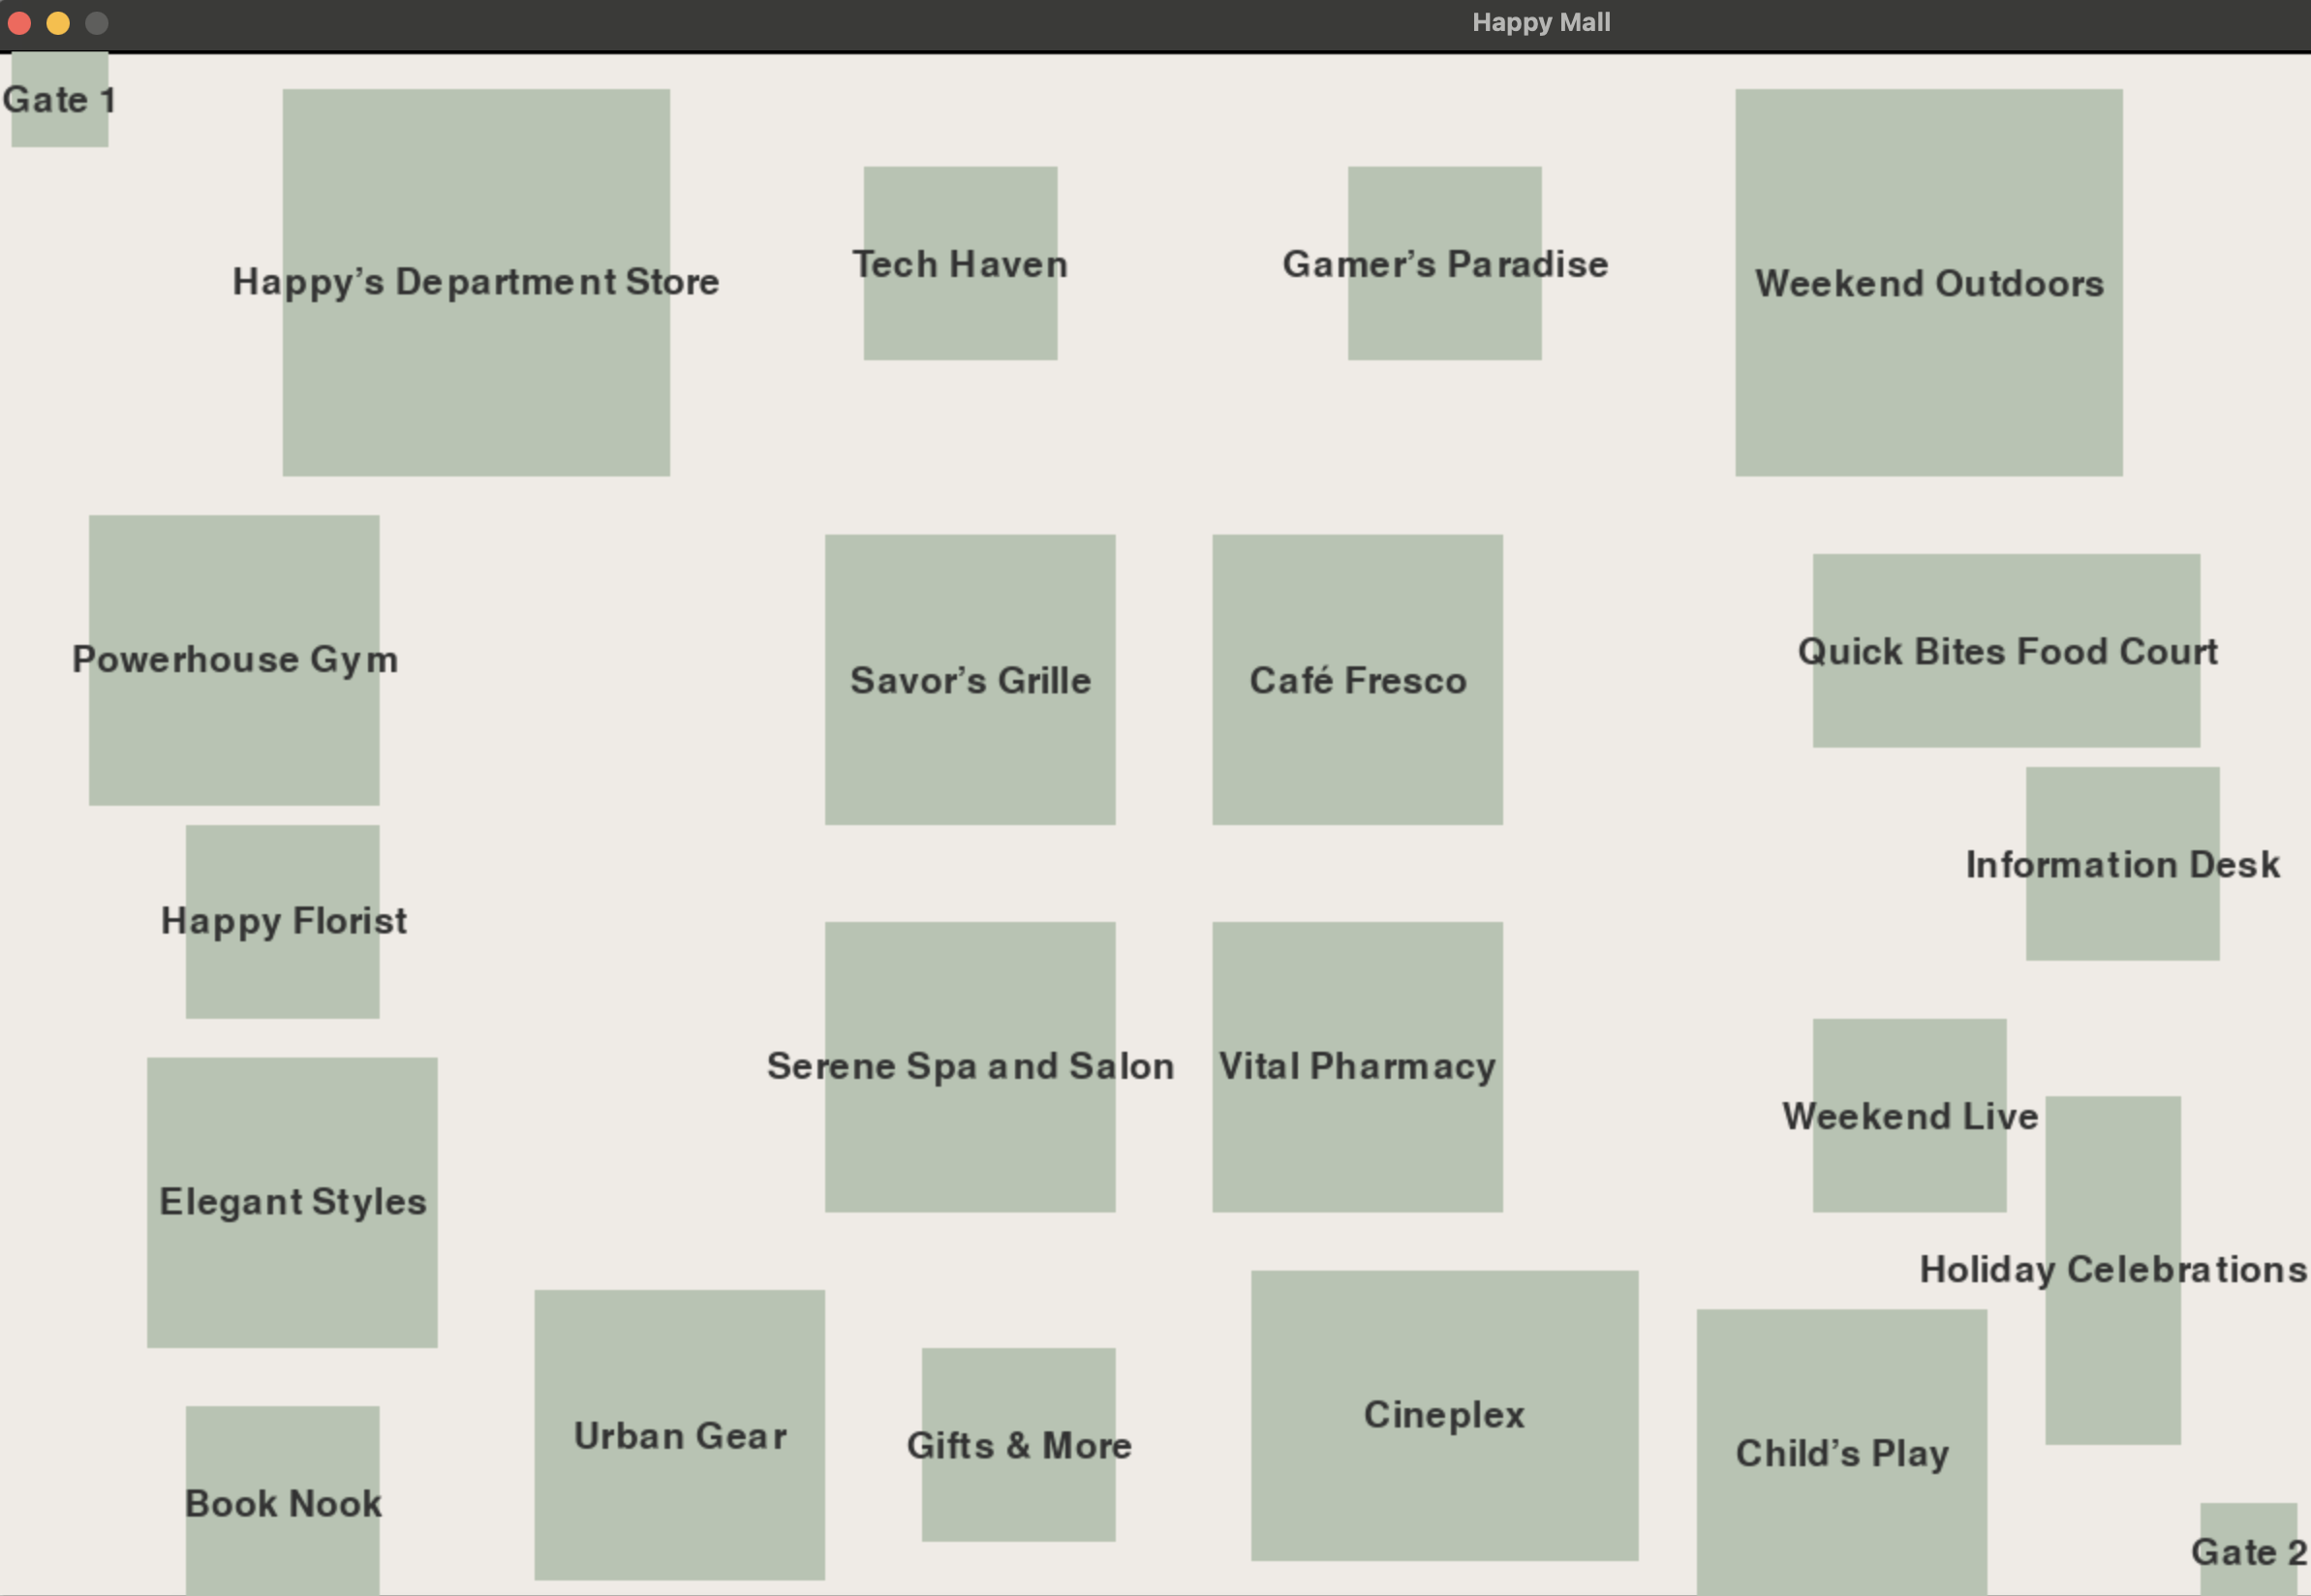 Happy Mall
Gate 1
Happy’s Department Store
Tech Haven
Gamer’s Paradise
Weekend Outdoors
Powerhouse Gym
Savor’s Grille
Café Fresco
Quick Bites Food Court
Information Desk
Happy Florist
Serene Spa and Salon
Vital Pharmacy
Weekend Live
Elegant Styles
Holiday Celebrations
Urban Gear
Gifts & More
Cineplex
Child’s Play
Book Nook
Gate 2